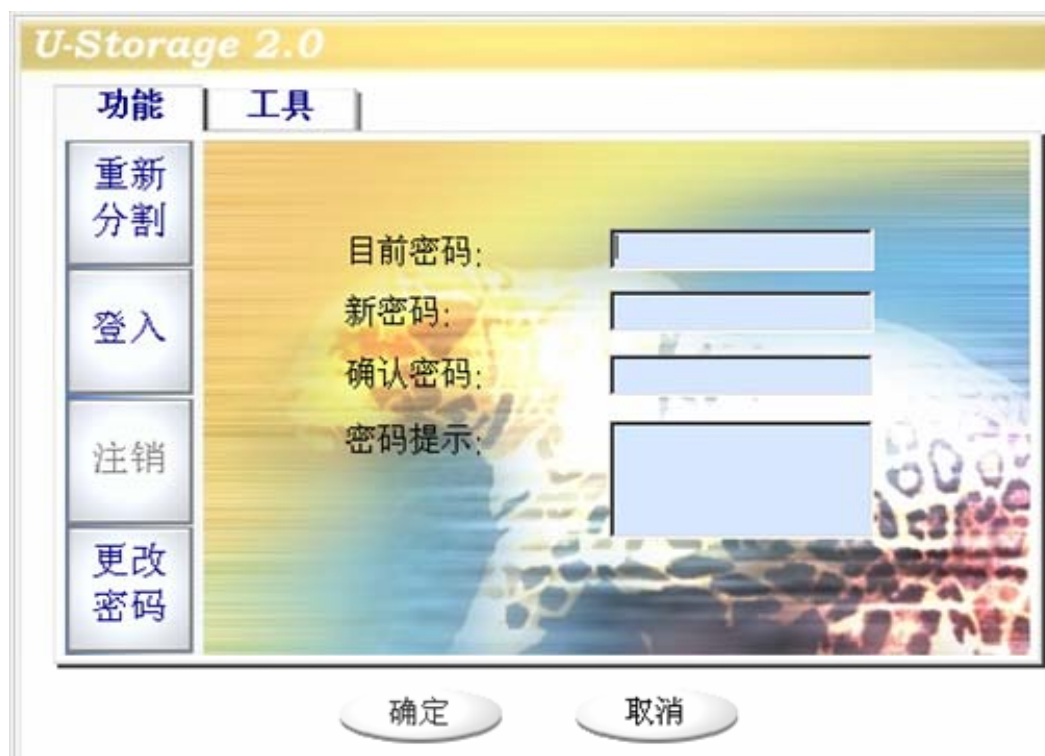 U-Storage 2.0
功能 工具
重新
分割
登入
注销
更改
密码
目前密码:
新密码:
确认密码:
密码提示:
确定 取消